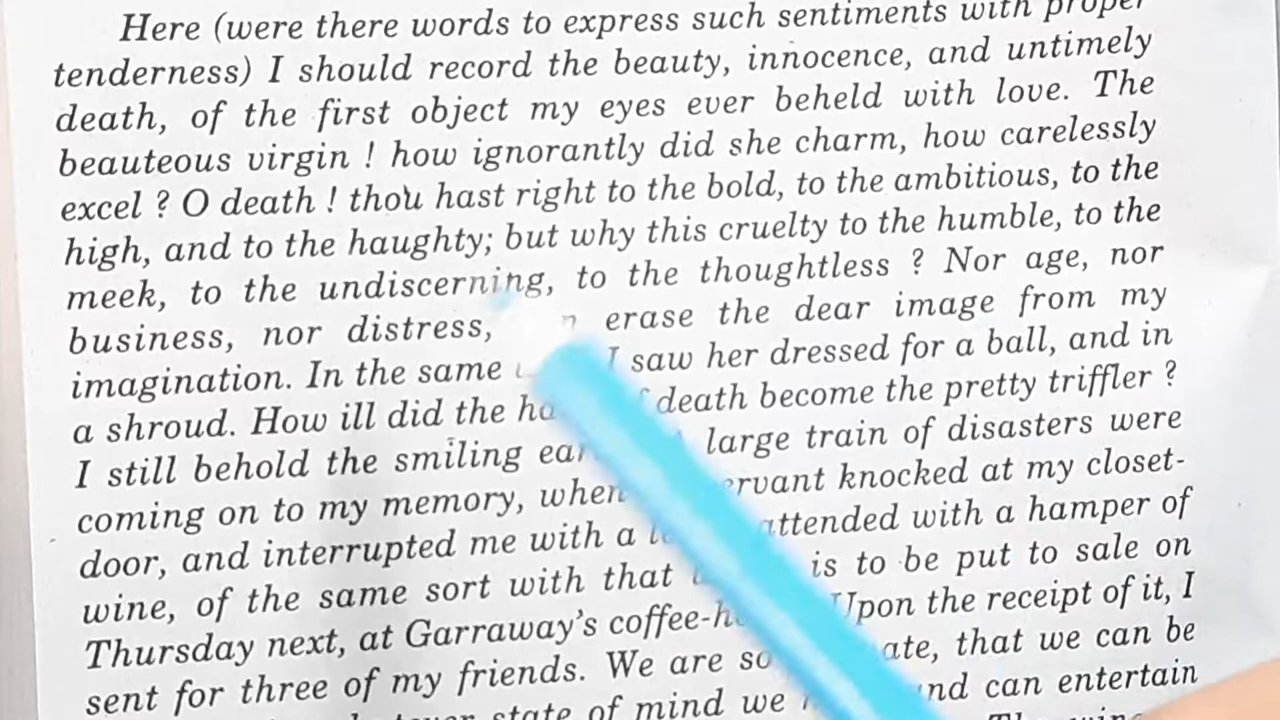 Here (were there words to express such sentiments with proper
tenderness) I should record the beauty, innocence, and untimely
death, of the first object my eyes ever beheld with love. The
beauteous virgin ! how ignorantly did she charm, how carelessly
excel ? O death ! thou hast right to the bold, to the ambitious, to the
high, and to the haughty; but why this cruelty to the humble, to the
meek, to the undiscerning, to the thoughtless ? Nor age, nor
business, nor distress, erase the dear image from my
imagination. In the same I saw her dressed for a ball, and in
a shroud. How ill did the death become the pretty triffler ?
I still behold the smiling large train of disasters were
coming on to my memory, when knocked at my closet-
door, and interrupted me with a attended with a hamper of
wine, of the same sort with that is to be put to sale on
Thursday next, at Garraway's Upon the receipt of it, I
sent for three of my friends. We are so that we can be
state of mind we and can entertain